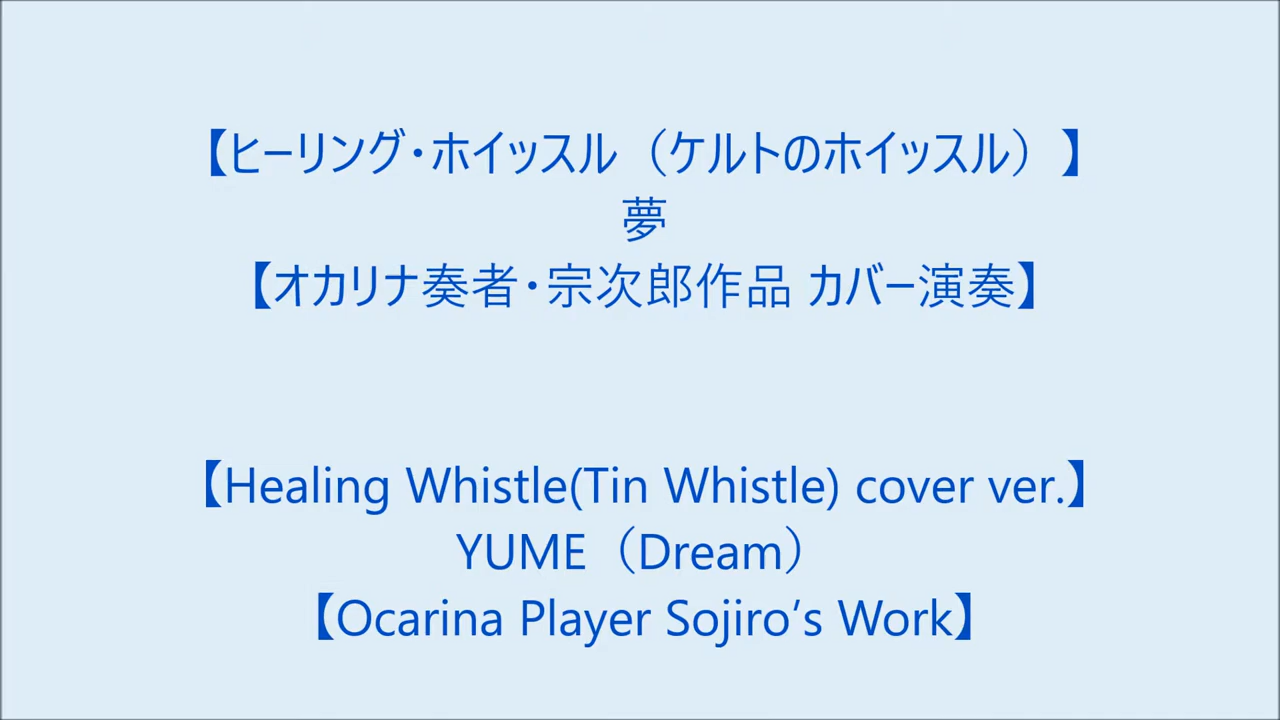 【ヒーリング・ホイッスル（ケルトのホイッスル）】
夢
【オカリナ奏者・宗次郎作品 カバー演奏】
【Healing Whistle(Tin Whistle) cover ver.】
YUME（Dream）
【Ocarina Player Sojiro’s Work】